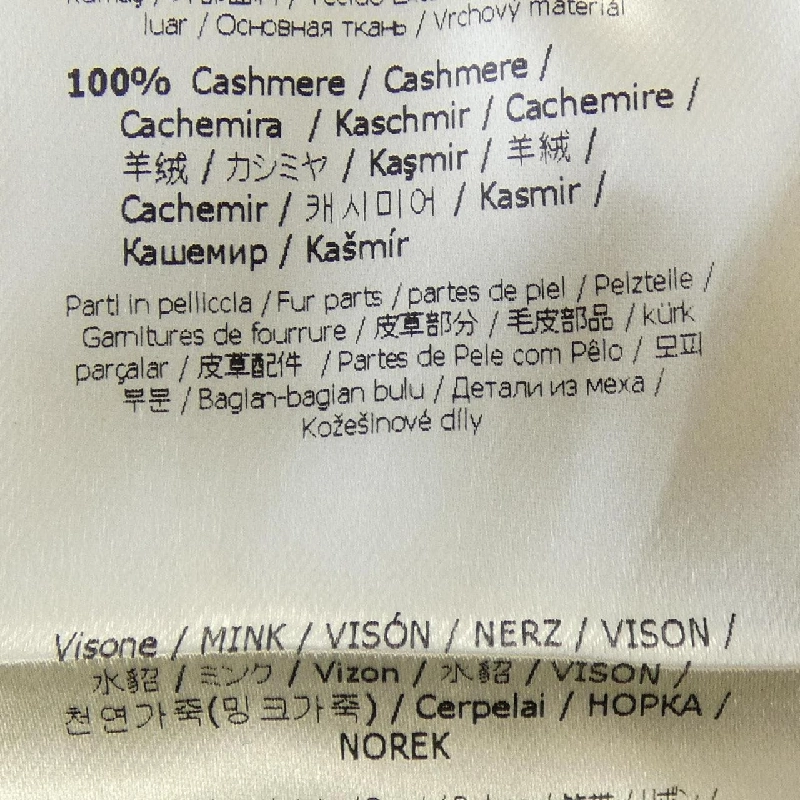 luar / Основная ткань / Vrchový materiál
100% Cashmere / Cashmere /
Cachemira / Kaschmir / Cachemire /
羊绒 / カシミヤ / Kaşmir / 羊絨 /
Cachemir / 캐시미어 / Kasmir /
Кашемир / Kašmír
Parti in pelliccia / Fur parts / partes de piel / Pelzteile /
Garnitures de fourrure / 皮草部分 / 毛皮部品 / kürk
parçalar / 皮草配件 / Partes de Pele com Pêlo / 모피
부분 / Bagian-bagian bulu / Детали из меха /
Kožešinové díly
Visone / MINK / VISÓN / NERZ / VISON /
水貂 / ミンク / Vizon / 水貂 / VISON /
천연가죽(밍크가죽) / Cerpelai / НОРКА /
NOREK